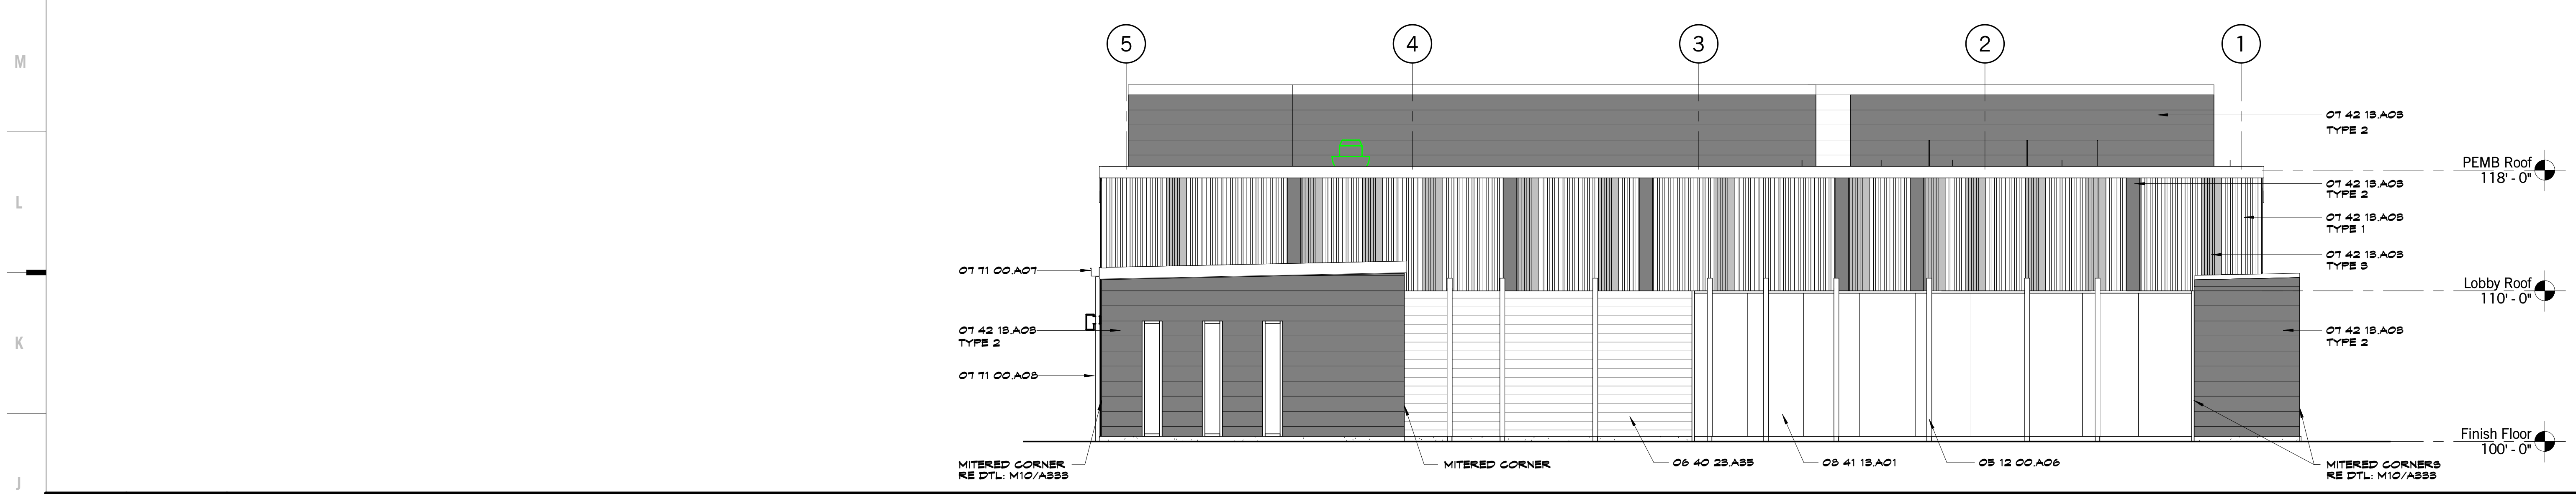 5 4 3 2 1
M
07 42 13.A03
TYPE 2
PEMB Roof
118' - 0"
07 42 13.A03
TYPE 2
L
07 42 13.A03
TYPE 1
07 42 13.A03
TYPE 3
07 71 00.A07
Lobby Roof
110' - 0"
07 42 13.A03
TYPE 2
K
07 42 13.A03
TYPE 2
07 71 00.A08
Finish Floor
100' - 0"
MITERED CORNER
RE DTL: M10/A533
MITERED CORNER
06 40 23.A35
08 41 13.A01
05 12 00.A06
MITERED CORNERS
RE DTL: M10/A533
J